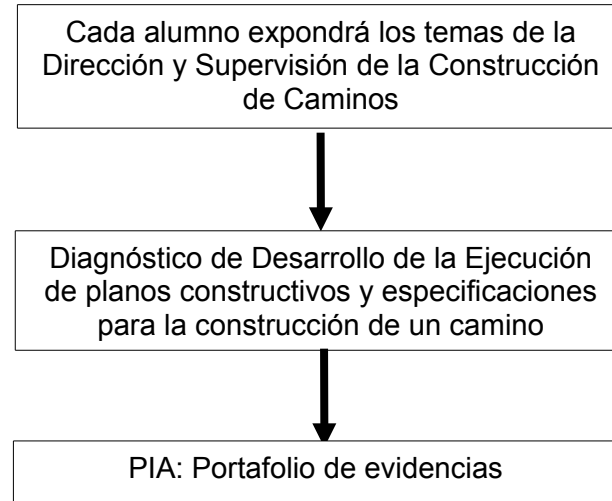 Cada alumno expondrá los temas de la
Dirección y Supervisión de la Construcción
de Caminos
Diagnóstico de Desarrollo de la Ejecución
de planos constructivos y especificaciones
para la construcción de un camino
PIA: Portafolio de evidencias